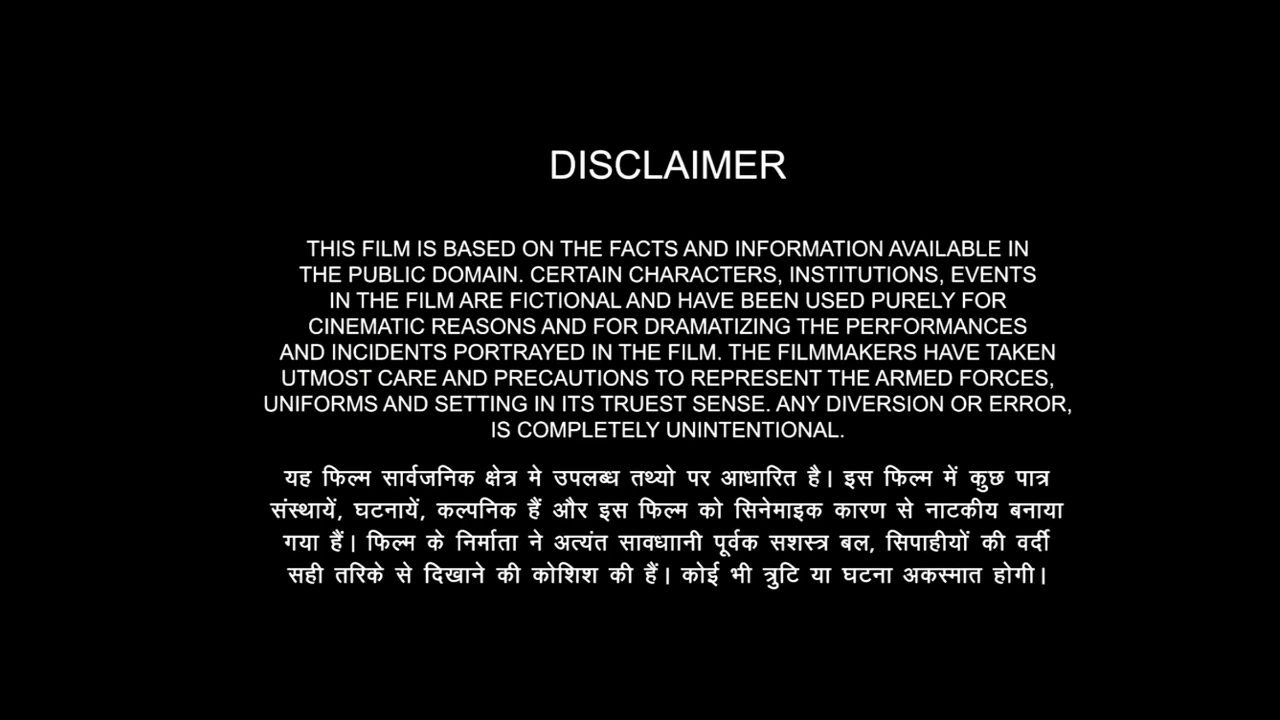 DISCLAIMER
THIS FILM IS BASED ON THE FACTS AND INFORMATION AVAILABLE IN
THE PUBLIC DOMAIN. CERTAIN CHARACTERS, INSTITUTIONS, EVENTS
IN THE FILM ARE FICTIONAL AND HAVE BEEN USED PURELY FOR
CINEMATIC REASONS AND FOR DRAMATIZING THE PERFORMANCES
AND INCIDENTS PORTRAYED IN THE FILM. THE FILMMAKERS HAVE TAKEN
UTMOST CARE AND PRECAUTIONS TO REPRESENT THE ARMED FORCES,
UNIFORMS AND SETTING IN ITS TRUEST SENSE. ANY DIVERSION OR ERROR,
IS COMPLETELY UNINTENTIONAL.
यह फिल्म सार्वजनिक क्षेत्र मे उपलब्ध तथ्यो पर आधारित है। इस फिल्म में कुछ पात्र
संस्थायें, घटनायें, कल्पनिक हैं और इस फिल्म को सिनेमाइक कारण से नाटकीय बनाया
गया हैं। फिल्म के निर्माता ने अत्यंत सावधाानी पूर्वक सशस्त्र बल, सिपाहीयों की वर्दी
सही तरिके से दिखाने की कोशिश की हैं। कोई भी त्रुटि या घटना अकस्मात होगी।